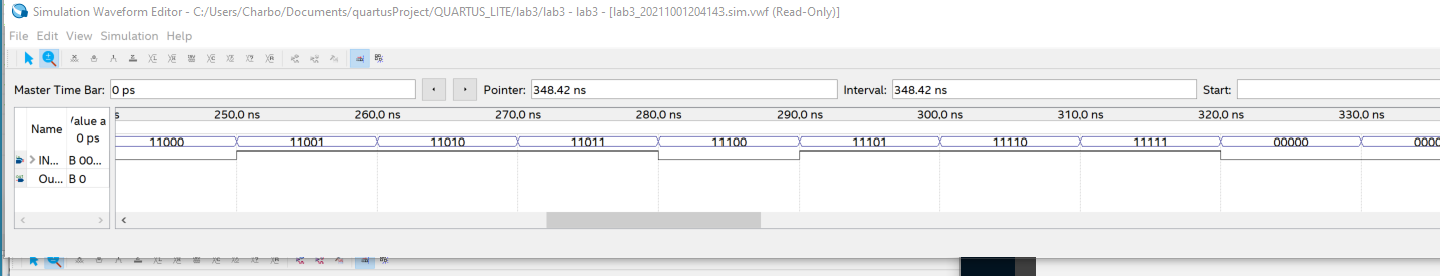 Simulation Waveform Editor - C:/Users/Charbo/Documents/quartusProject/QUARTUS_LITE/lab3/lab3 - lab3 - [lab3_20211001204143.sim.vwf (Read-Only)]
File Edit View Simulation Help
Master Time Bar: 0 ps Pointer: 348.42 ns Interval: 348.42 ns Start:
s 250,0 ns 260,0 ns 270,0 ns 280,0 ns 290,0 ns 300,0 ns 310,0 ns 320,0 ns 330,0 ns
Name Value a
0 ps
11000 11001 11010 11011 11100 11101 11110 11111 00000 0000
IN... B 00...
Ou... B 0